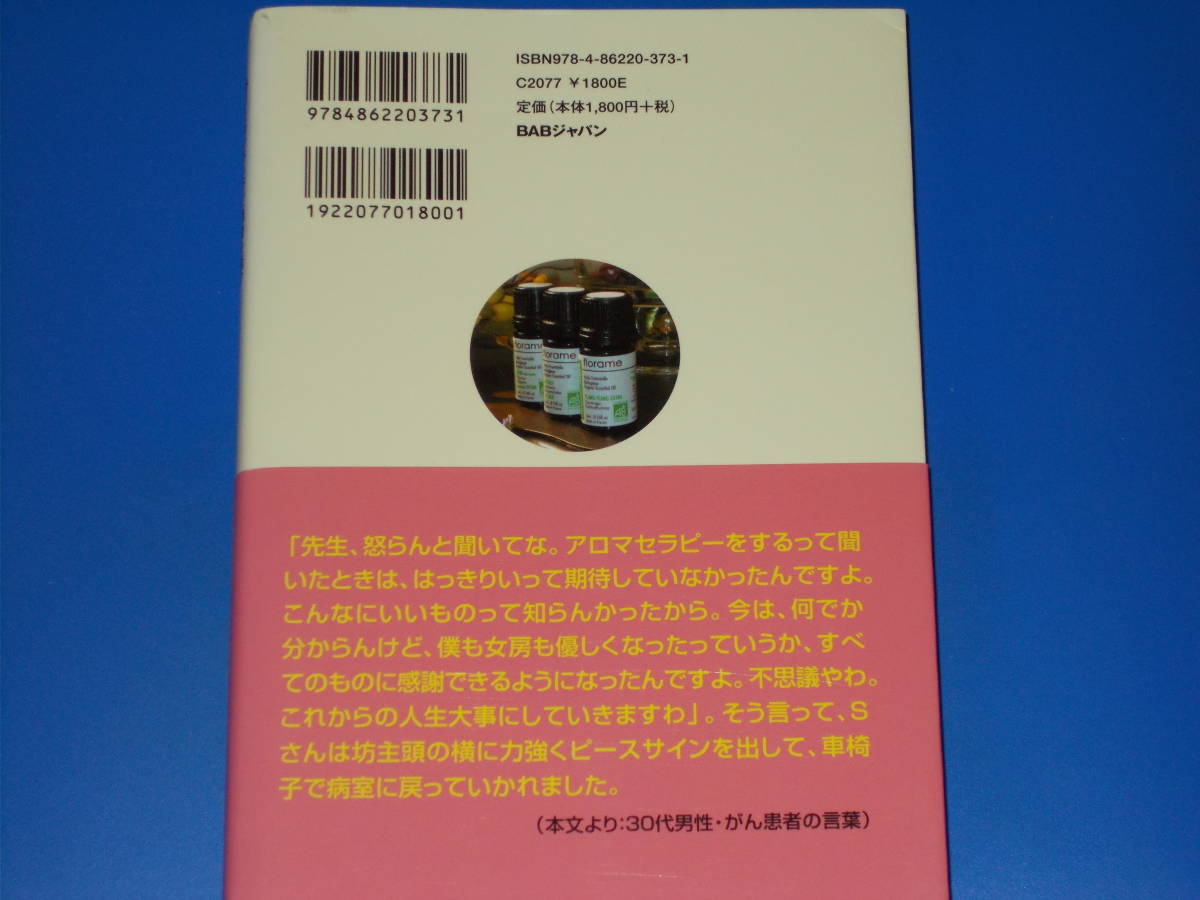 ISBN978-4-86220-373-1
C2077 ￥1800E
定価（本体1,800円＋税）
BABジャパン
9784862203731
1922077018001
florame
florame
florame
「先生、怒らんと聞いてな。アロマセラピーをするって聞
いたときは、はっきりいって期待していなかったんですよ。
こんなにいいものって知らんかったから。今は、何でか
分からんけど、僕も女房も優しくなったっていうか、すべ
てのものに感謝できるようになったんですよ。不思議やわ。
これからの人生大事にしていきますわ」。そう言って、S
さんは坊主頭の横に力強くピースサインを出して、車椅
子で病室に戻っていかれました。
（本文より：30代男性・がん患者の言葉）